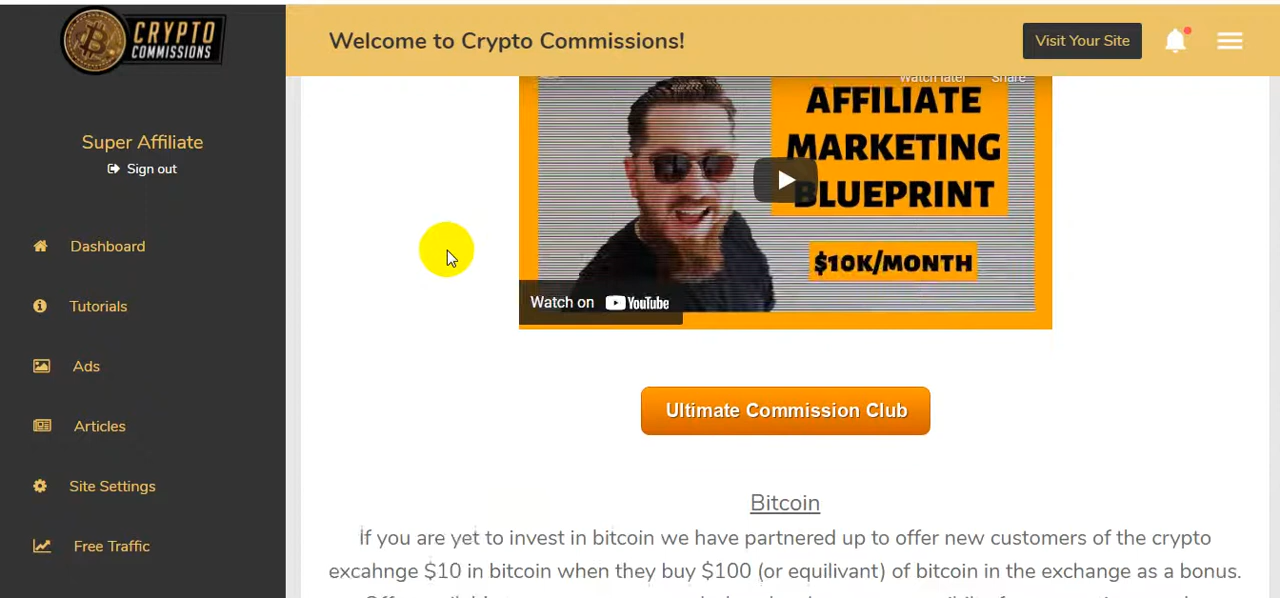 CRYPTO
COMMISSIONS
Welcome to Crypto Commissions!
Visit Your Site
Super Affiliate
Sign out
Dashboard
Tutorials
Ads
Articles
Site Settings
Free Traffic
Watch later Share
AFFILIATE
MARKETING
BLUEPRINT
$10K/MONTH
Watch on YouTube
Ultimate Commission Club
Bitcoin
If you are yet to invest in bitcoin we have partnered up to offer new customers of the crypto
excahnge $10 in bitcoin when they buy $100 (or equilivant) of bitcoin in the exchange as a bonus.